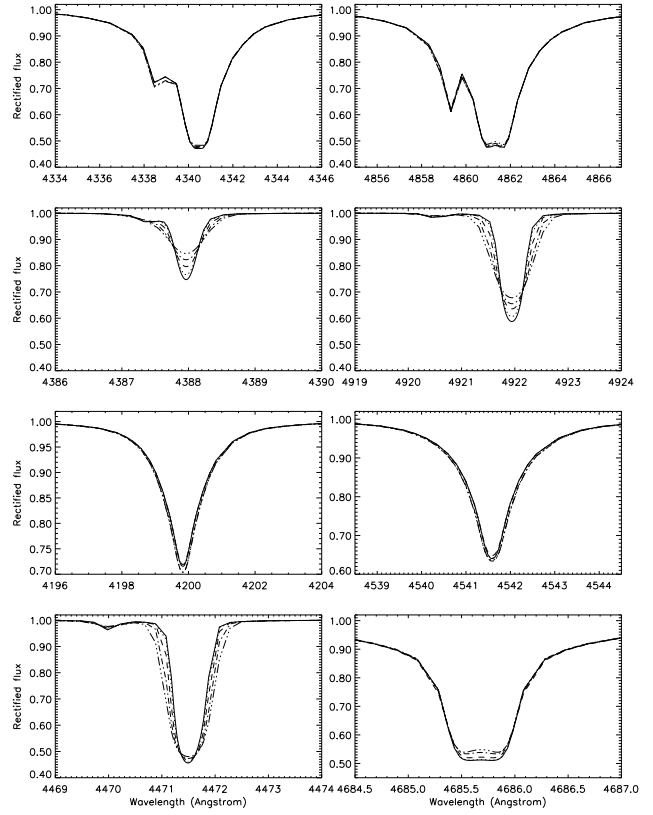 1.00 0.90 0.80 0.70 0.60 0.50 0.40
Rectified flux
4334 4336 4338 4340 4342 4344 4346
1.00 0.90 0.80 0.70 0.60 0.50 0.40
4856 4858 4860 4862 4864 4866
1.00 0.90 0.80 0.70 0.60 0.50 0.40
Rectified flux
4386 4387 4388 4389 4390
1.00 0.90 0.80 0.70 0.60 0.50 0.40
4919 4920 4921 4922 4923 4924
1.00 0.95 0.90 0.85 0.80 0.75 0.70
Rectified flux
4196 4198 4200 4202 4204
1.00 0.90 0.80 0.70 0.60
4539 4540 4541 4542 4543 4544
1.00 0.90 0.80 0.70 0.60 0.50 0.40
Rectified flux
4469 4470 4471 4472 4473 4474
Wavelength (Angstrom)
1.00 0.90 0.80 0.70 0.60 0.50
4684.5 4685.0 4685.5 4686.0 4686.5 4687.0
Wavelength (Angstrom)